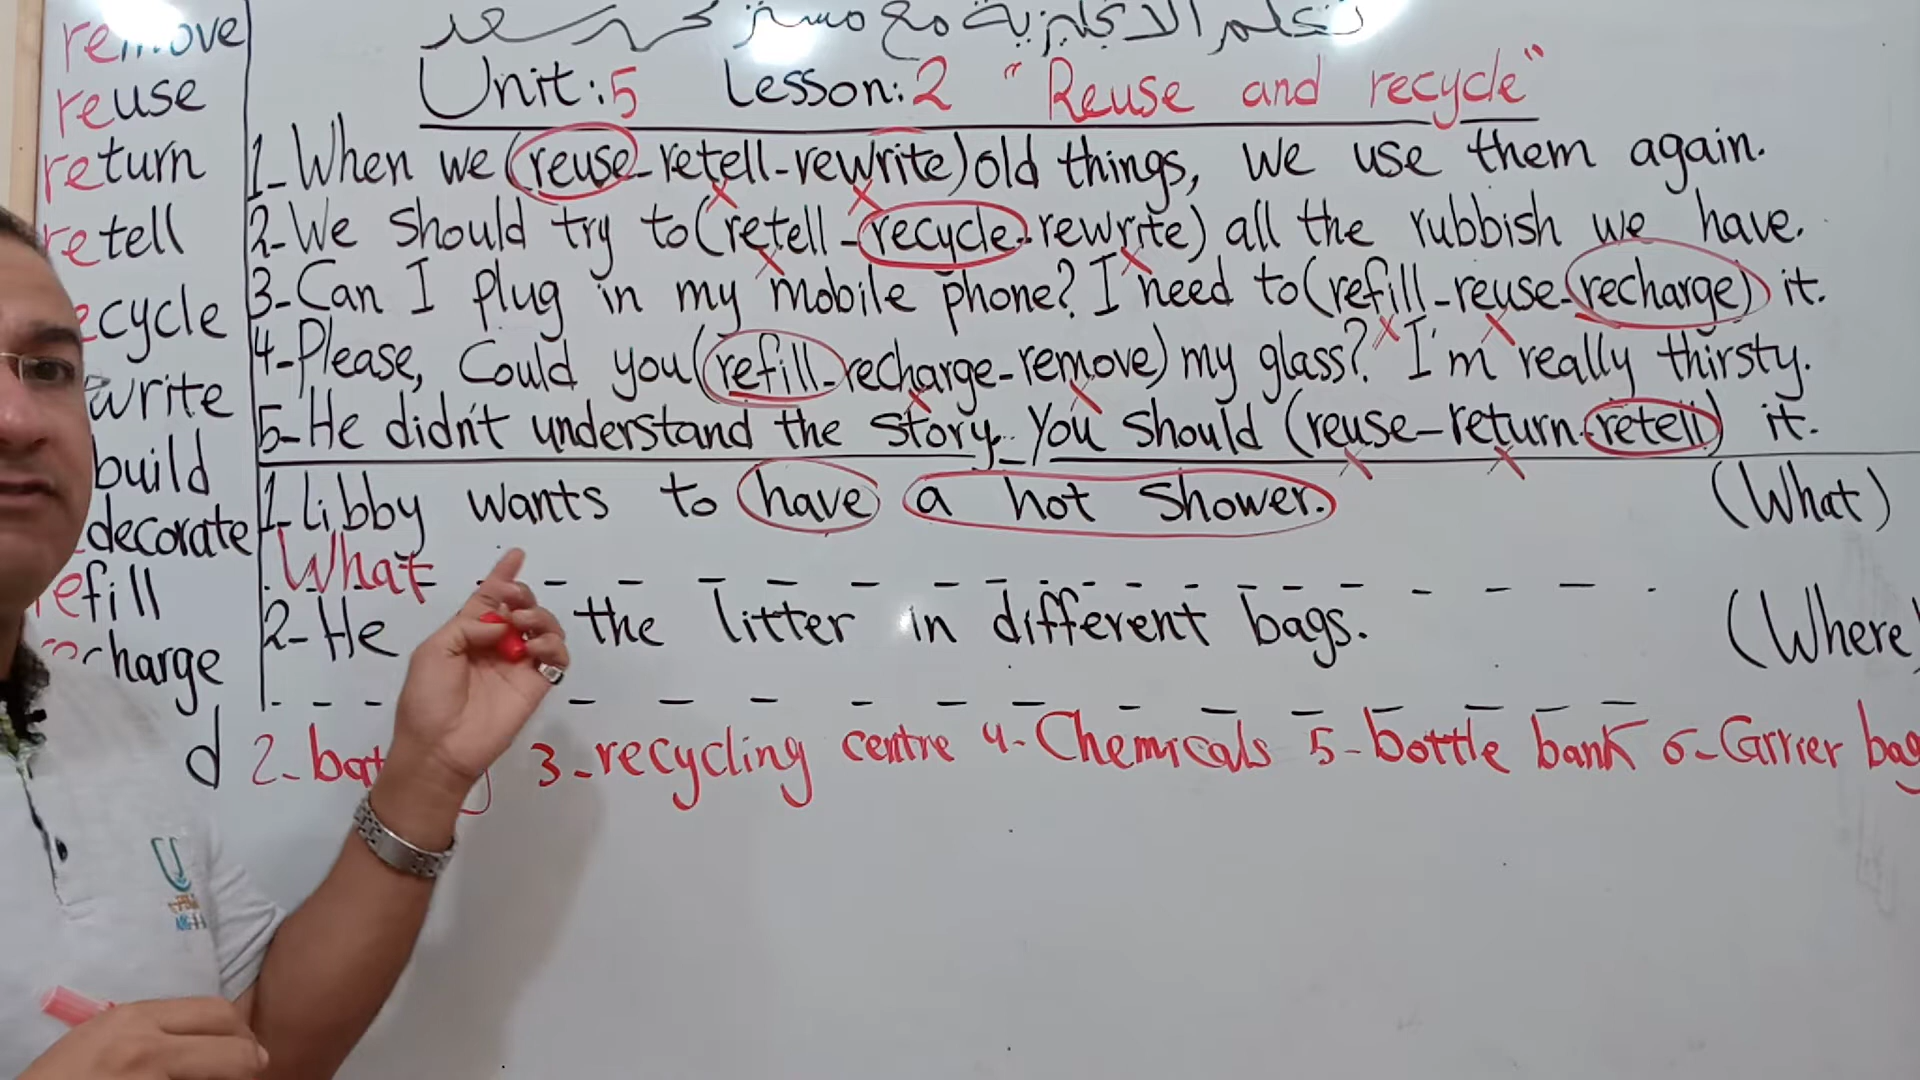 تعلم الانجليزية مع مستر محمد سعد
Unit:5 Lesson:2 "Reuse and recycle"
remove
reuse
return
retell
ecycle
write
build
decorate
refill
charge
1-When we (reuse-retell-rewrite) old things, we use them again.
2-We should try to (retell-recycle-rewrite) all the rubbish we have.
3-Can I plug in my mobile phone? I need to (refill-reuse-recharge) it.
4-Please, Could you (refill-recharge-remove) my glass? I'm really thirsty.
5-He didn't understand the story. You should (reuse-return-retell) it.
1-Libby wants to have a hot shower. (What)
What
2-He the litter in different bags. (Where)
d 2-bat 3-recycling centre 4-Chemicals 5-bottle bank 6-Carrier bag